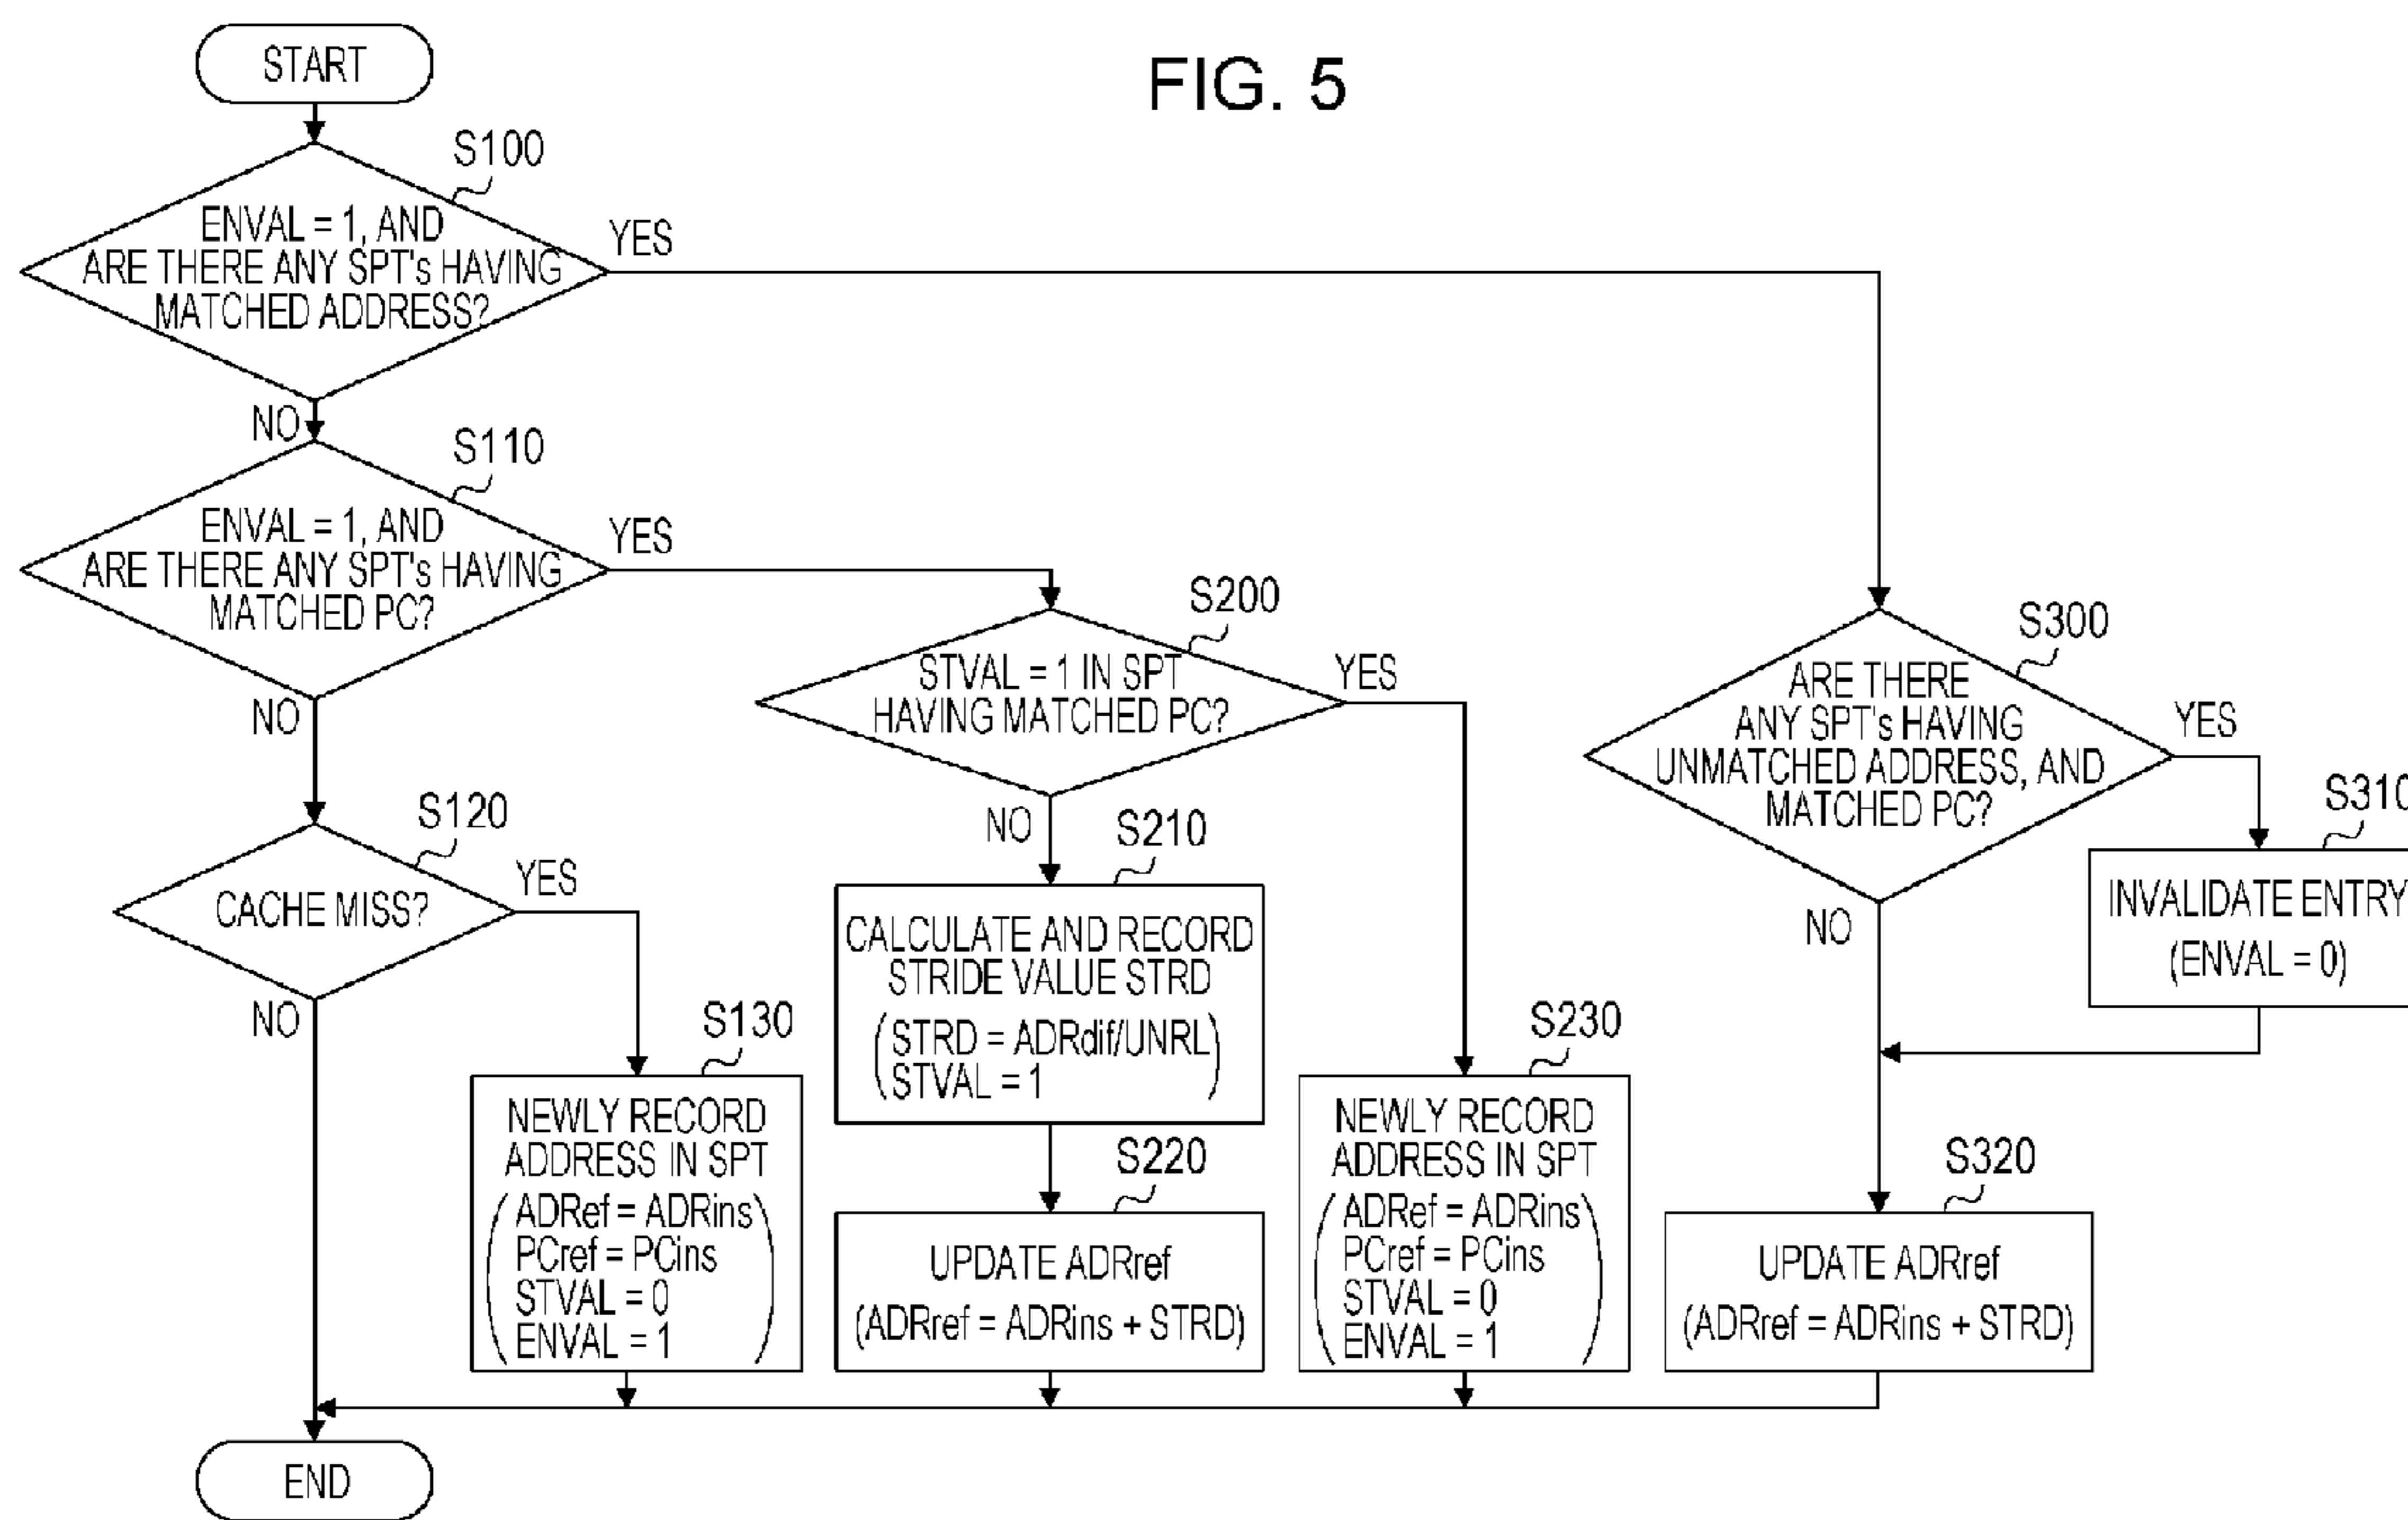 FIG. 5
START
S100
ENVAL = 1, AND
ARE THERE ANY SPT's HAVING
MATCHED ADDRESS?
YES
NO
S110
ENVAL = 1, AND
ARE THERE ANY SPT's HAVING
MATCHED PC?
YES
NO
S120
CACHE MISS?
YES
NO
S130
NEWLY RECORD
ADDRESS IN SPT
(ADRef = ADRins
PCref = PCins
STVAL = 0
ENVAL = 1)
S200
STVAL = 1 IN SPT
HAVING MATCHED PC?
YES
NO
S210
CALCULATE AND RECORD
STRIDE VALUE STRD
(STRD = ADRdif/UNRL
STVAL = 1)
S220
UPDATE ADRref
(ADRref = ADRins + STRD)
S230
NEWLY RECORD
ADDRESS IN SPT
(ADRef = ADRins
PCref = PCins
STVAL = 0
ENVAL = 1)
S300
ARE THERE
ANY SPT's HAVING
UNMATCHED ADDRESS, AND
MATCHED PC?
YES
NO
S310
INVALIDATE ENTRY
(ENVAL = 0)
S320
UPDATE ADRref
(ADRref = ADRins + STRD)
END